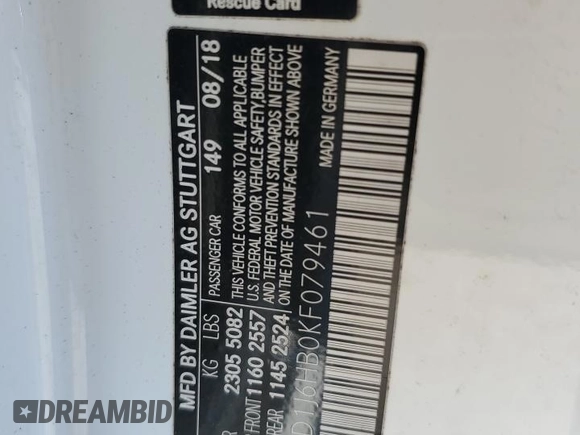 Rescue Card
MFD BY DAIMLER AG STUTTGART
KG LBS PASSENGER CAR 149 08/18
2305 5082 THIS VEHICLE CONFORMS TO ALL APPLICABLE
U.S. FEDERAL MOTOR VEHICLE SAFETY, BUMPER
FRONT 1160 2557 AND THEFT PREVENTION STANDARDS IN EFFECT
REAR 1145 2524 ON THE DATE OF MANUFACTURE SHOWN ABOVE
D16HB0KF079461 MADE IN GERMANY
DREAMBID